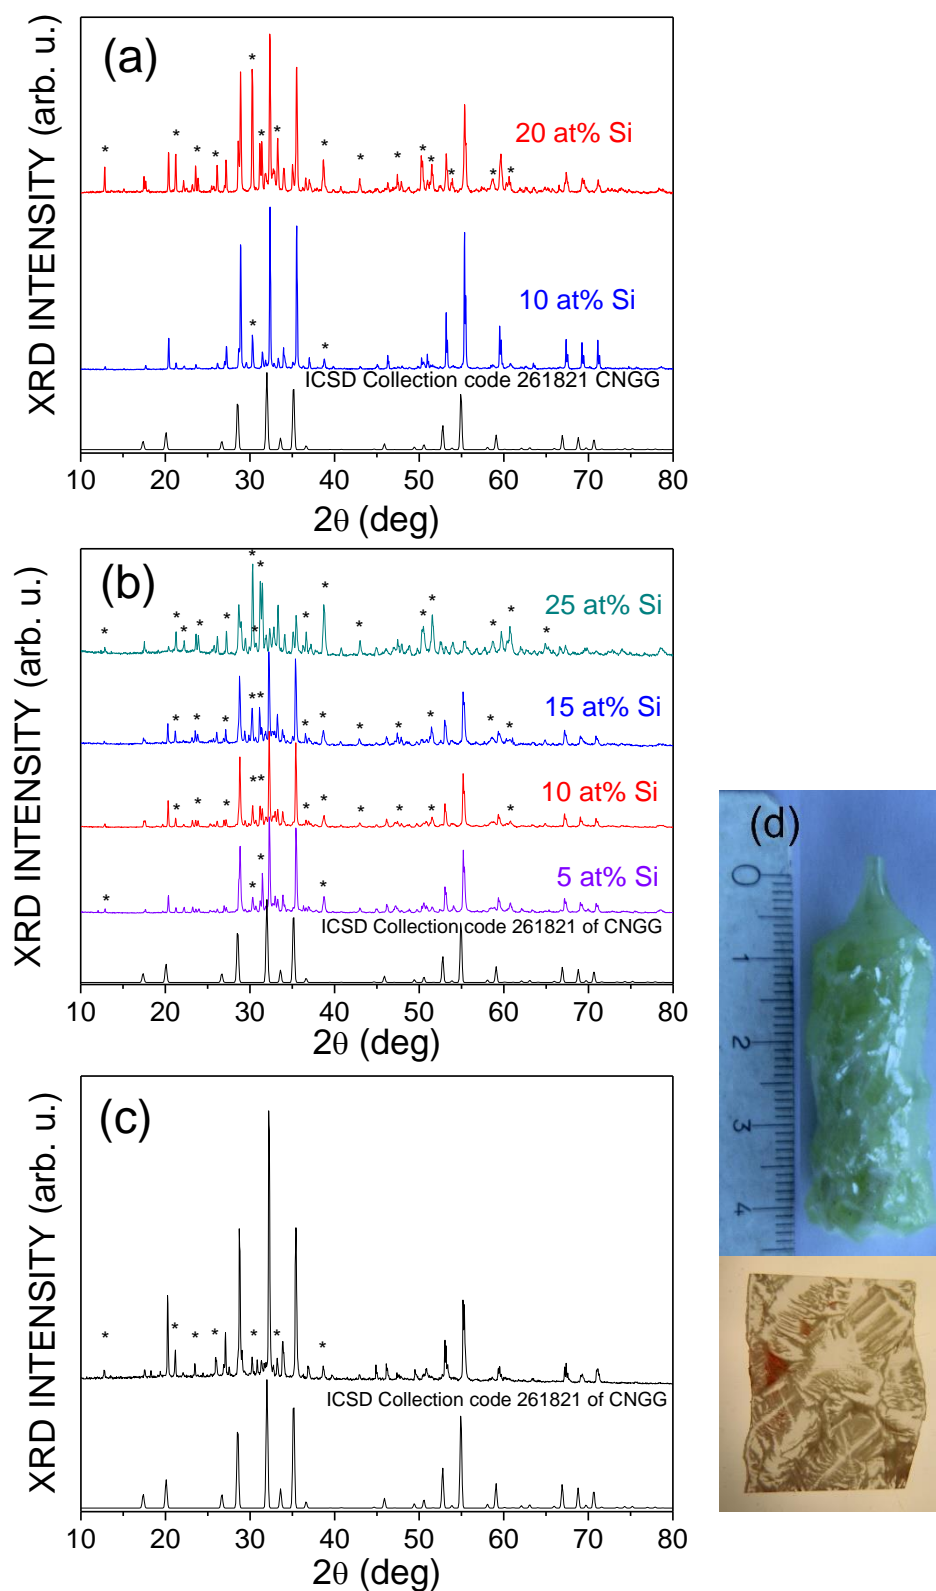 (a)
XRD INTENSITY (arb. u.)
* * * * * * * * * * * * * * *
20 at% Si
* *
10 at% Si
ICSD Collection code 261821 CNGG
10 20 30 40 50 60 70 80
2θ (deg)
(b)
XRD INTENSITY (arb. u.)
* * * * * * * * * * * * * * * *
25 at% Si
* * * * * * * * * * * *
15 at% Si
* * * * * * * * * * *
10 at% Si
* * * *
5 at% Si
ICSD Collection code 261821 of CNGG
10 20 30 40 50 60 70 80
2θ (deg)
(c)
XRD INTENSITY (arb. u.)
* * * * * * *
ICSD Collection code 261821 of CNGG
10 20 30 40 50 60 70 80
2θ (deg)
(d)
0
1
2
3
4